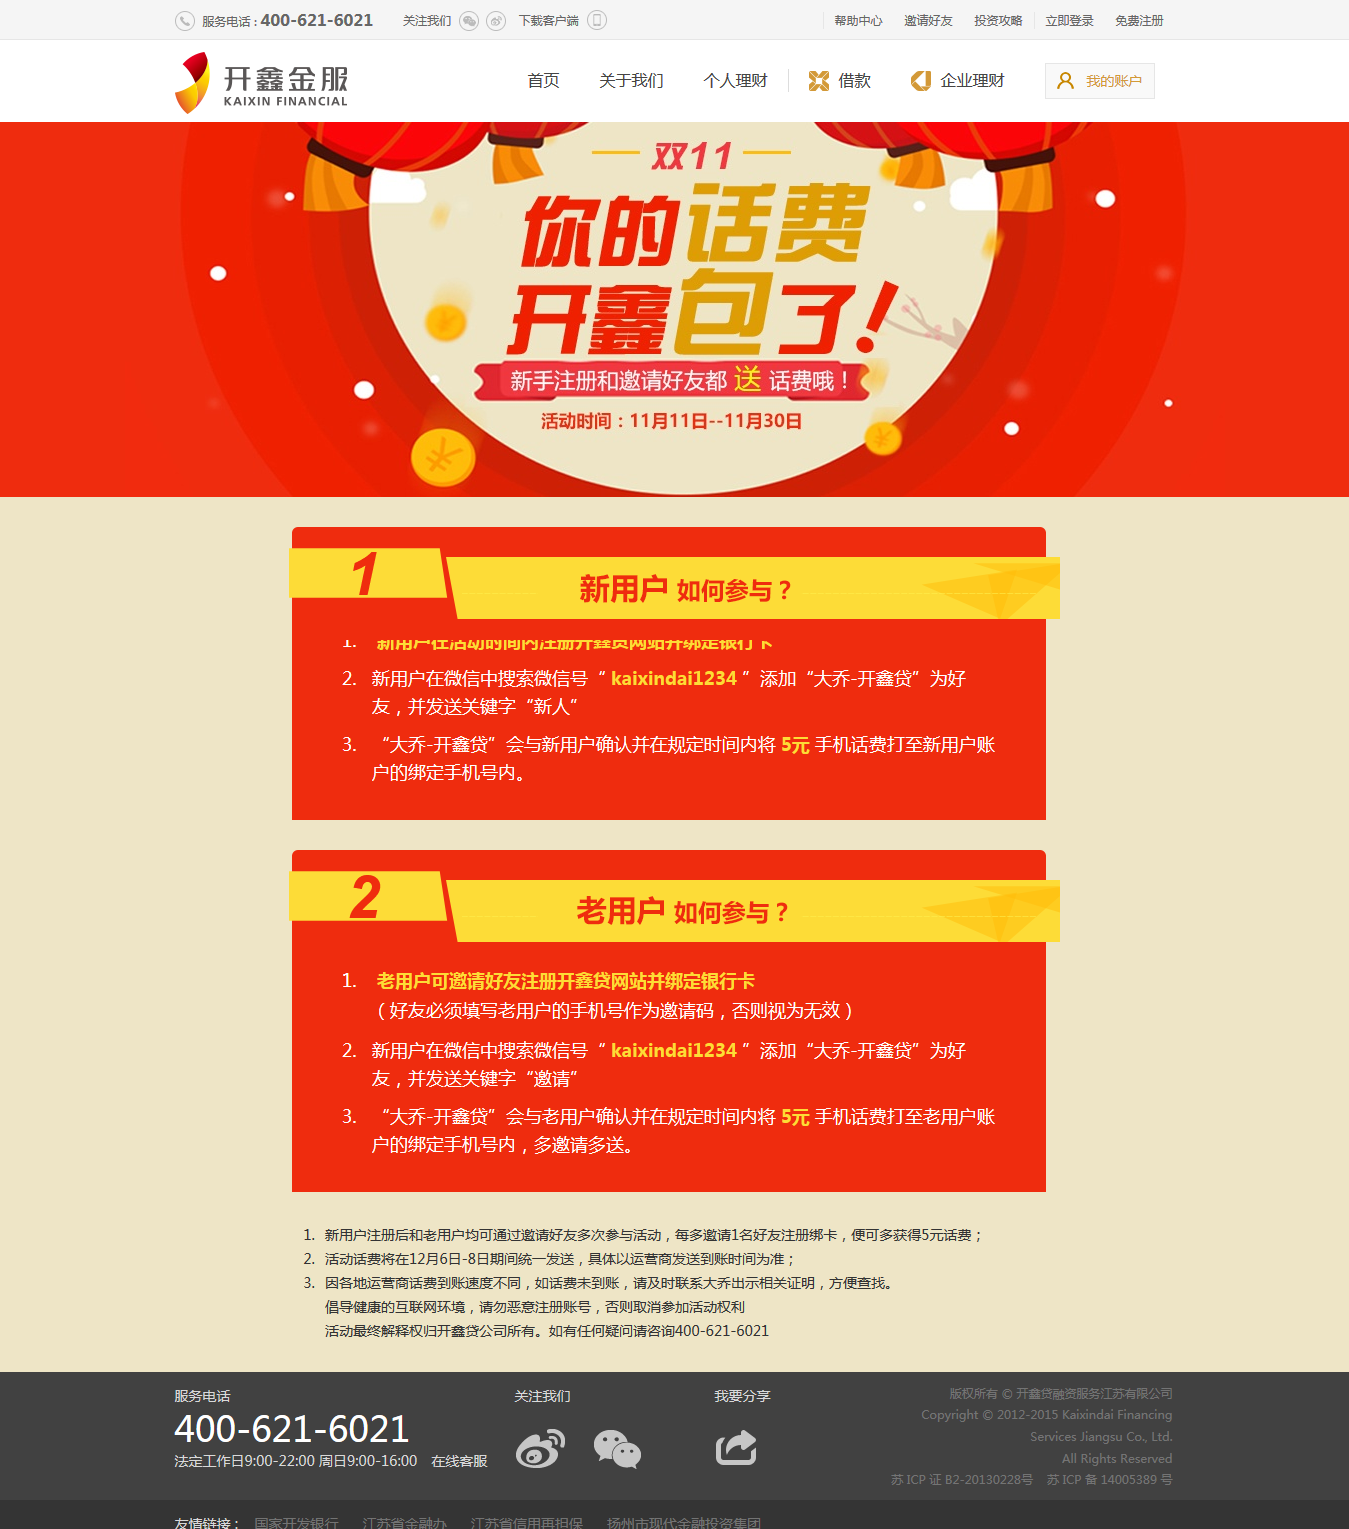 服务电话：400-621-6021 关注我们 下载客户端 帮助中心 邀请好友 投资攻略 立即登录 免费注册
开鑫金服
KAIXIN FINANCIAL
首页 关于我们 个人理财 借款 企业理财 我的账户
双11
你的话费
开鑫包了！
新手注册和邀请好友都 送 话费哦！
活动时间：11月11日--11月30日
1
新用户 如何参与？
1. 新用户在活动时间内注册开鑫贷网站并绑定银行卡
2. 新用户在微信中搜索微信号“ kaixindai1234 ”添加“大乔-开鑫贷”为好
友，并发送关键字“新人”
3. “大乔-开鑫贷”会与新用户确认并在规定时间内将 5元 手机话费打至新用户账
户的绑定手机号内。
2
老用户 如何参与？
1. 老用户可邀请好友注册开鑫贷网站并绑定银行卡
（ 好友必须填写老用户的手机号作为邀请码，否则视为无效 ）
2. 新用户在微信中搜索微信号“ kaixindai1234 ”添加“大乔-开鑫贷”为好
友，并发送关键字“邀请”
3. “大乔-开鑫贷”会与老用户确认并在规定时间内将 5元 手机话费打至老用户账
户的绑定手机号内，多邀请多送。
1. 新用户注册后和老用户均可通过邀请好友多次参与活动，每多邀请1名好友注册绑卡，便可多获得5元话费；
2. 活动话费将在12月6日-8日期间统一发送，具体以运营商发送到账时间为准；
3. 因各地运营商话费到账速度不同，如话费未到账，请及时联系大乔出示相关证明，方便查找。
倡导健康的互联网环境，请勿恶意注册账号，否则取消参加活动权利
活动最终解释权归开鑫贷公司所有。如有任何疑问请咨询400-621-6021
服务电话
400-621-6021
法定工作日9:00-22:00 周日9:00-16:00 在线客服
关注我们
我要分享
版权所有 © 开鑫贷融资服务江苏有限公司
Copyright © 2012-2015 Kaixindai Financing
Services Jiangsu Co., Ltd.
All Rights Reserved
苏 ICP 证 B2-20130228号 苏 ICP 备 14005389 号
友情链接： 国家开发银行 江苏省金融办 江苏省信用再担保 扬州市现代金融投资集团